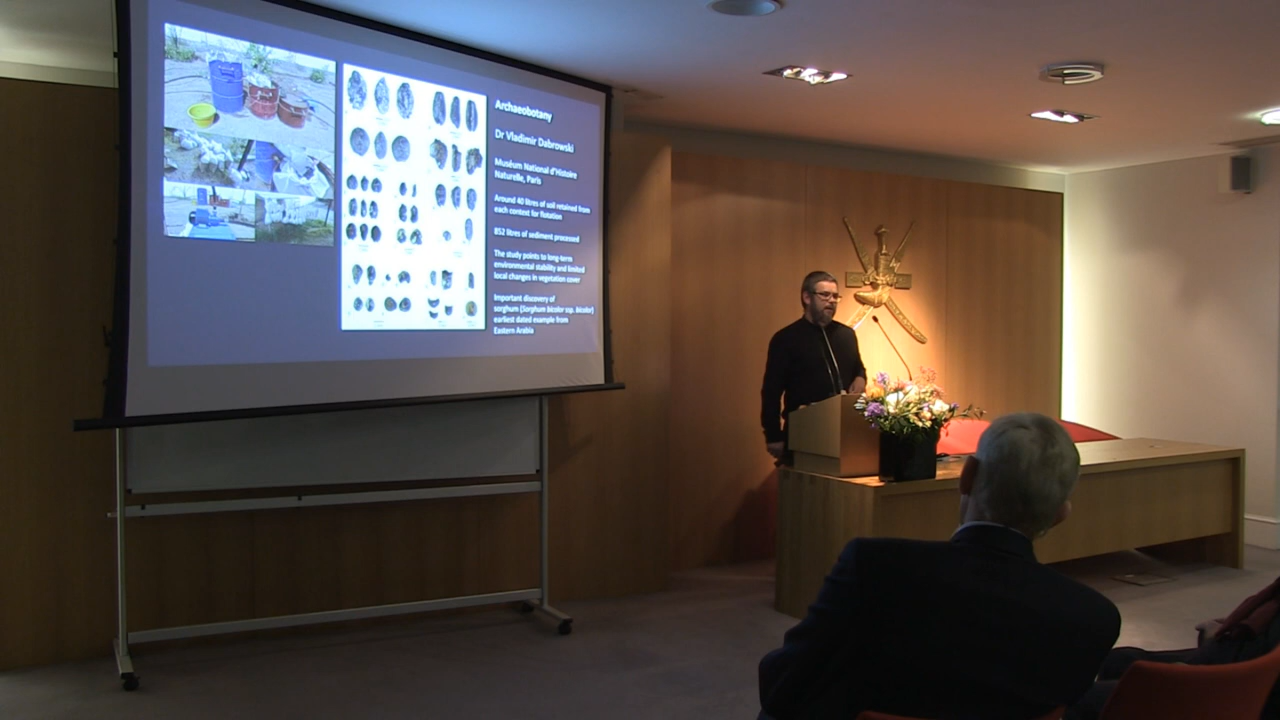 Archaeobotany
Dr Vladimir Dabrowski
Muséum National d'Histoire
Naturelle, Paris
Around 40 litres of soil retained from
each context for flotation
852 litres of sediment processed
The study points to long-term
environmental stability and limited
local changes in vegetation cover
Important discovery of
sorghum (Sorghum bicolor ssp. bicolor)
earliest dated example from
Eastern Arabia